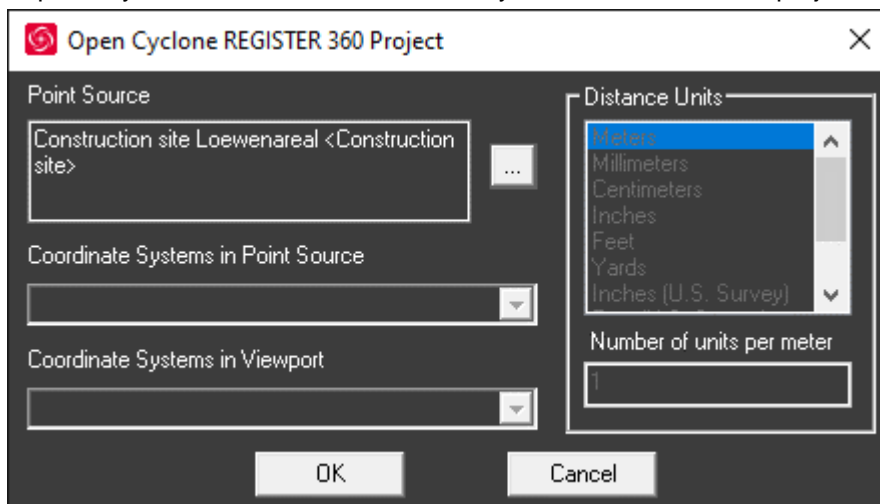 Open Cyclone REGISTER 360 Project
Point Source
Construction site Loewenareal <Construction
site>
...
Coordinate Systems in Point Source
Coordinate Systems in Viewport
Distance Units
Meters
Millimeters
Centimeters
Inches
Feet
Yards
Inches (U.S. Survey)
Number of units per meter
1
OK
Cancel